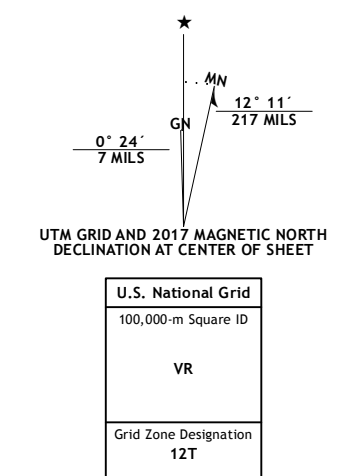 ★
MN
GN
12° 11´
217 MILS
0° 24´
7 MILS
UTM GRID AND 2017 MAGNETIC NORTH
DECLINATION AT CENTER OF SHEET
U.S. National Grid
100,000-m Square ID
VR
Grid Zone Designation
12T